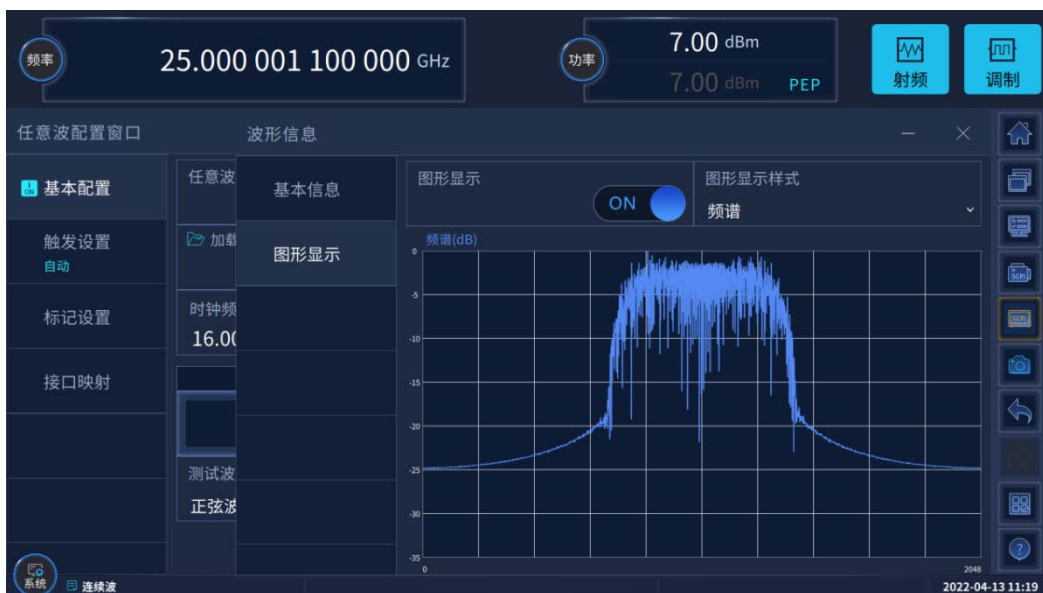 频率
25.000 001 100 000 GHz
功率
7.00 dBm
7.00 dBm PEP
射频
调制
任意波配置窗口
波形信息
ON
基本配置
触发设置
自动
标记设置
接口映射
任意波
加载
时钟频
16.00
测试波
正弦波
基本信息
图形显示
图形显示
ON
图形显示样式
频谱
频谱(dB)
0
-5
-10
-15
-20
-25
-30
-35
0
2048
SCPI
SCPI
系统
连续波
2022-04-13 11:19